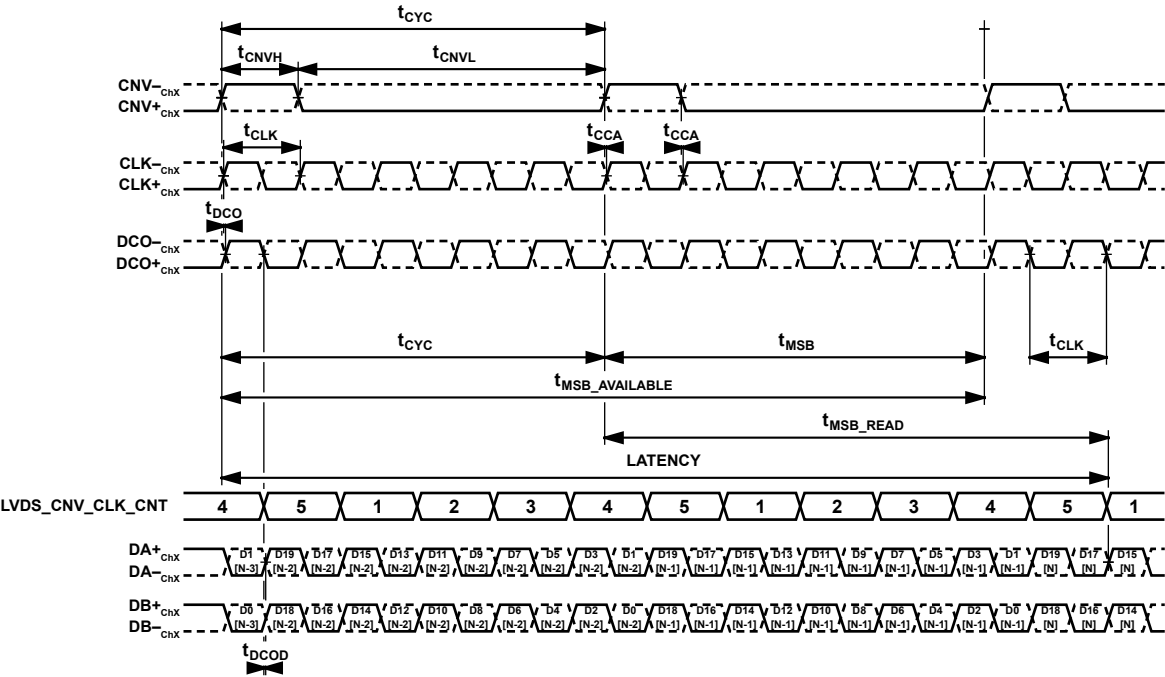 tCYC
tCNVH tCNVL
CNV–ChX
CNV+ChX
tCLK tCCA tCCA
CLK–ChX
CLK+ChX
tDCO
DCO–ChX
DCO+ChX
tCYC tMSB tCLK
tMSB_AVAILABLE
tMSB_READ
LATENCY
LVDS_CNV_CLK_CNT 4 5 1 2 3 4 5 1 2 3 4 5 1
DA+ChX D1 D19 D17 D15 D13 D11 D9 D7 D5 D3 D1 D19 D17 D15 D13 D11 D9 D7 D5 D3 D1 D19 D17 D15
DA–ChX [N-3] [N-2] [N-2] [N-2] [N-2] [N-2] [N-2] [N-2] [N-2] [N-2] [N-2] [N-1] [N-1] [N-1] [N-1] [N-1] [N-1] [N-1] [N-1] [N-1] [N-1] [N] [N] [N]
DB+ChX D0 D18 D16 D14 D12 D10 D8 D6 D4 D2 D0 D18 D16 D14 D12 D10 D8 D6 D4 D2 D0 D18 D16 D14
DB–ChX [N-3] [N-2] [N-2] [N-2] [N-2] [N-2] [N-2] [N-2] [N-2] [N-2] [N-2] [N-1] [N-1] [N-1] [N-1] [N-1] [N-1] [N-1] [N-1] [N-1] [N-1] [N] [N] [N]
tDCOD